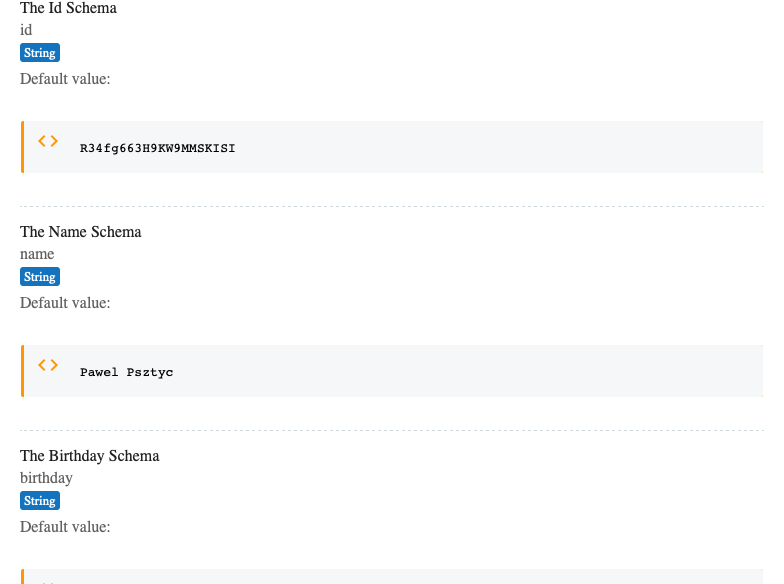 The Id Schema
id
String
Default value:
R34fg663H9KW9MMSKISI
The Name Schema
name
String
Default value:
Pawel Psztyc
The Birthday Schema
birthday
String
Default value: